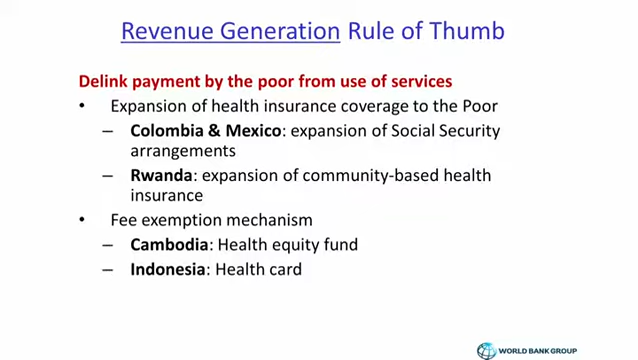 Revenue Generation Rule of Thumb
Delink payment by the poor from use of services
• Expansion of health insurance coverage to the Poor
– Colombia & Mexico: expansion of Social Security
arrangements
– Rwanda: expansion of community-based health
insurance
• Fee exemption mechanism
– Cambodia: Health equity fund
– Indonesia: Health card
WORLD BANK GROUP